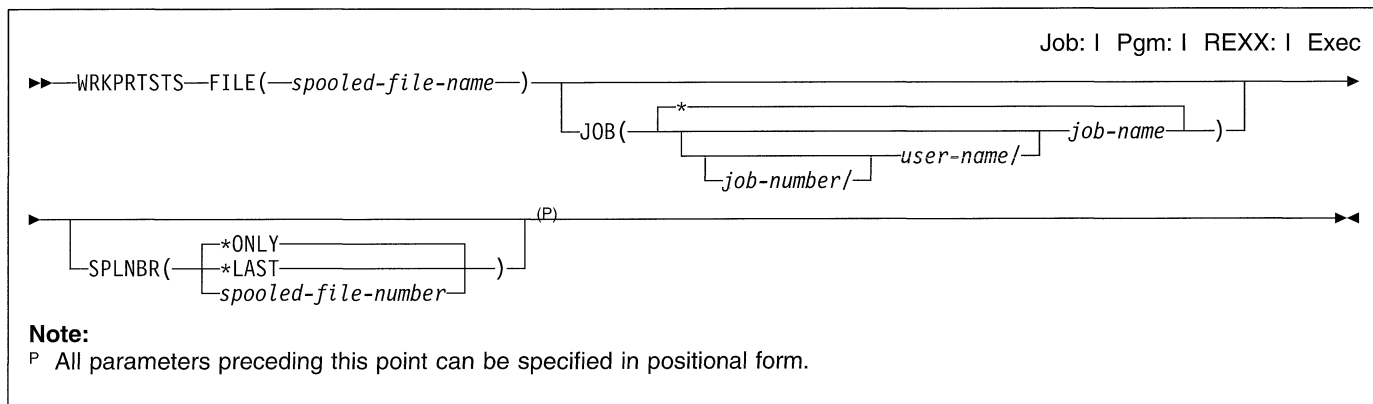 Job: I Pgm: I REXX: I Exec
WRKPRTSTS FILE( spooled-file-name )
*
JOB( job-name )
user-name/
job-number/
(P)
*ONLY
SPLNBR( *LAST )
spooled-file-number
Note:
P All parameters preceding this point can be specified in positional form.